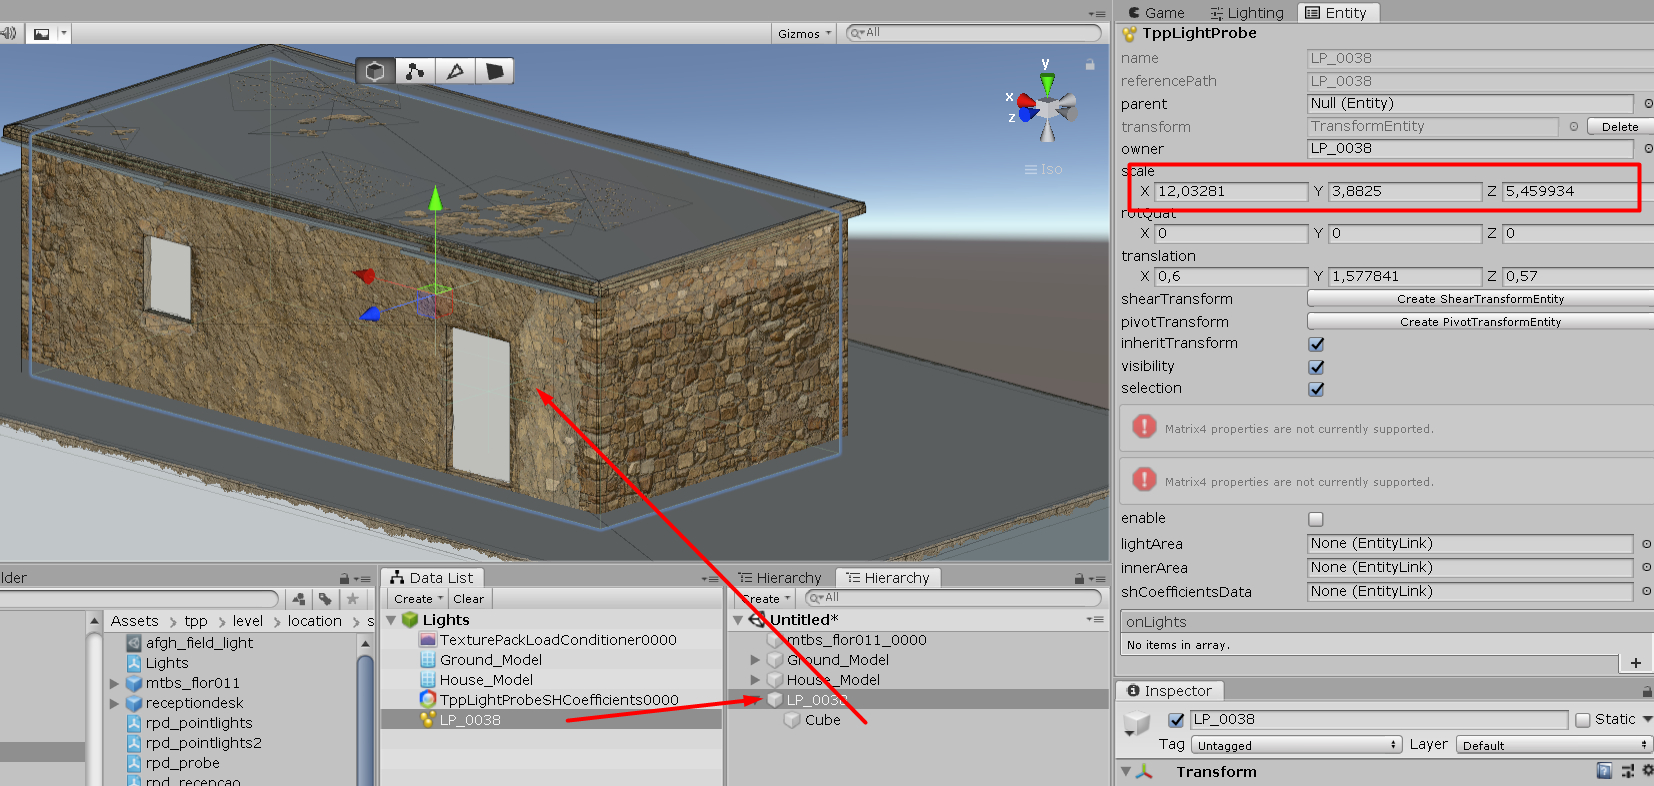 Game Lighting Entity
Gizmos All
TppLightProbe
name LP_0038
referencePath LP_0038
parent Null (Entity)
transform TransformEntity Delete
owner LP_0038
scale
X 12,03281 Y 3,8825 Z 5,459934
rotQuat
X 0 Y 0 Z 0
translation
X 0,6 Y 1,577841 Z 0,57
shearTransform Create ShearTransformEntity
pivotTransform Create PivotTransformEntity
inheritTransform
visibility
selection
Matrix4 properties are not currently supported.
Matrix4 properties are not currently supported.
enable
lightArea None (EntityLink)
innerArea None (EntityLink)
shCoefficientsData None (EntityLink)
onLights
No items in array.
+
Inspector
LP_0038 Static
Tag Untagged Layer Default
Transform
y
x
z
Iso
lder
Assets > tpp > level > location > s
afgh_field_light
Lights
mtbs_flor011
receptiondesk
rpd_pointlights
rpd_pointlights2
rpd_probe
rpd_recepcao
Data List
Create Clear
Lights
TexturePackLoadConditioner0000
Ground_Model
House_Model
TppLightProbeSHCoefficients0000
LP_0038
Hierarchy Hierarchy
Create All
Untitled*
mtbs_flor011_0000
Ground_Model
House_Model
LP_0038
Cube